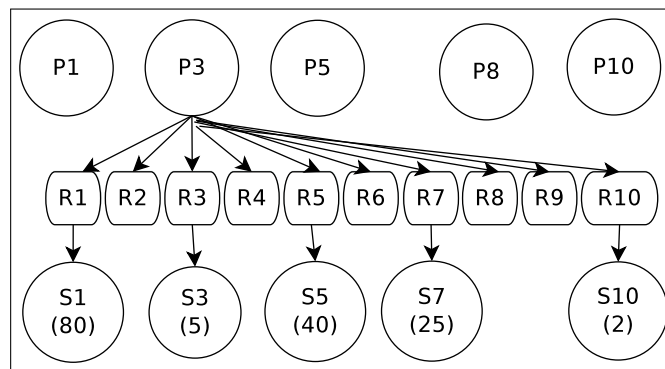 P1 P3 P5 P8 P10
R1 R2 R3 R4 R5 R6 R7 R8 R9 R10
S1 S3 S5 S7 S10
(80) (5) (40) (25) (2)